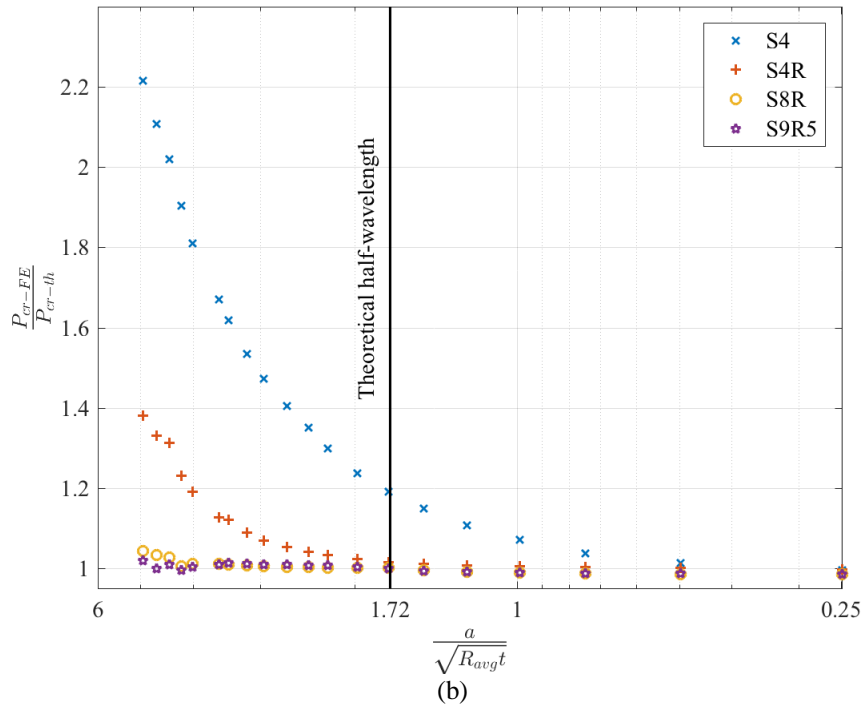 S4
S4R
S8R
S9R5
2.2
2
1.8
1.6
1.4
1.2
1
P_{cr-FE}
P_{cr-th}
Theoretical half-wavelength
6
1.72
1
0.25
a
√R_{avg}t
(b)